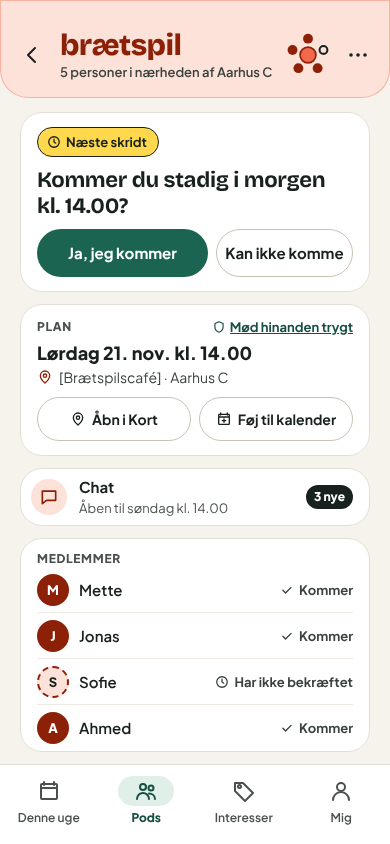 brætspil
5 personer i nærheden af Aarhus C
Næste skridt
Kommer du stadig i morgen
kl. 14.00?
Ja, jeg kommer
Kan ikke komme
PLAN
Mød hinanden trygt
Lørdag 21. nov. kl. 14.00
[Brætspilscafé] · Aarhus C
Åbn i Kort
Føj til kalender
Chat
Åben til søndag kl. 14.00
3 nye
MEDLEMMER
M Mette Kommer
J Jonas Kommer
S Sofie Har ikke bekræftet
A Ahmed Kommer
Denne uge Pods Interesser Mig